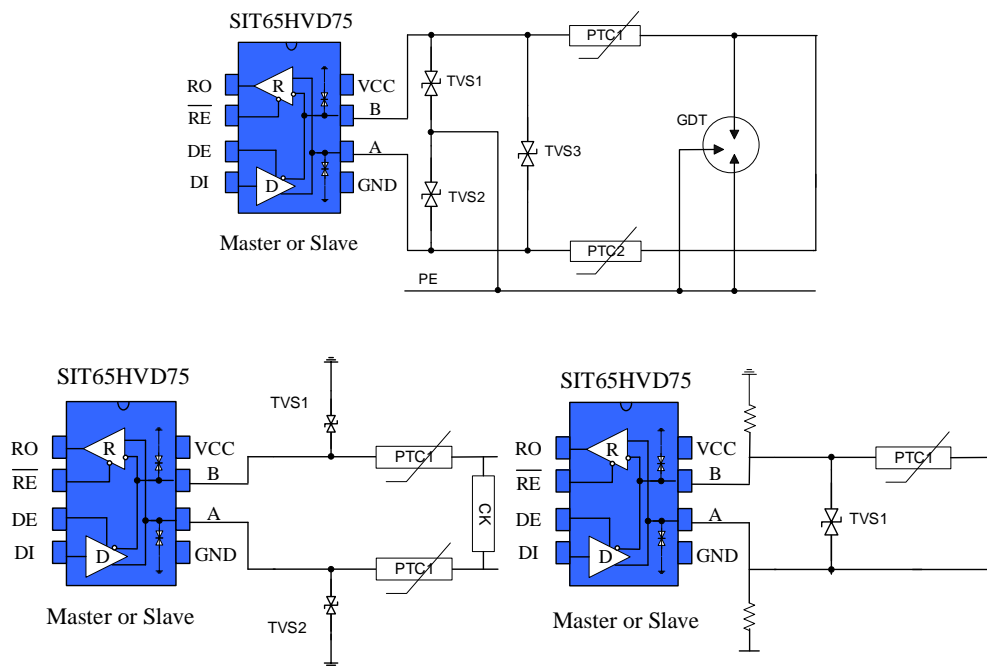 SIT65HVD75
RO
R
VCC
RE
B
DE
A
DI
D
GND
Master or Slave
TVS1
TVS2
TVS3
PTC1
PTC2
GDT
PE
SIT65HVD75
RO
R
VCC
RE
B
DE
A
DI
D
GND
Master or Slave
TVS1
TVS2
PTC1
PTC1
CK
SIT65HVD75
RO
R
VCC
RE
B
DE
A
DI
D
GND
Master or Slave
PTC1
TVS1